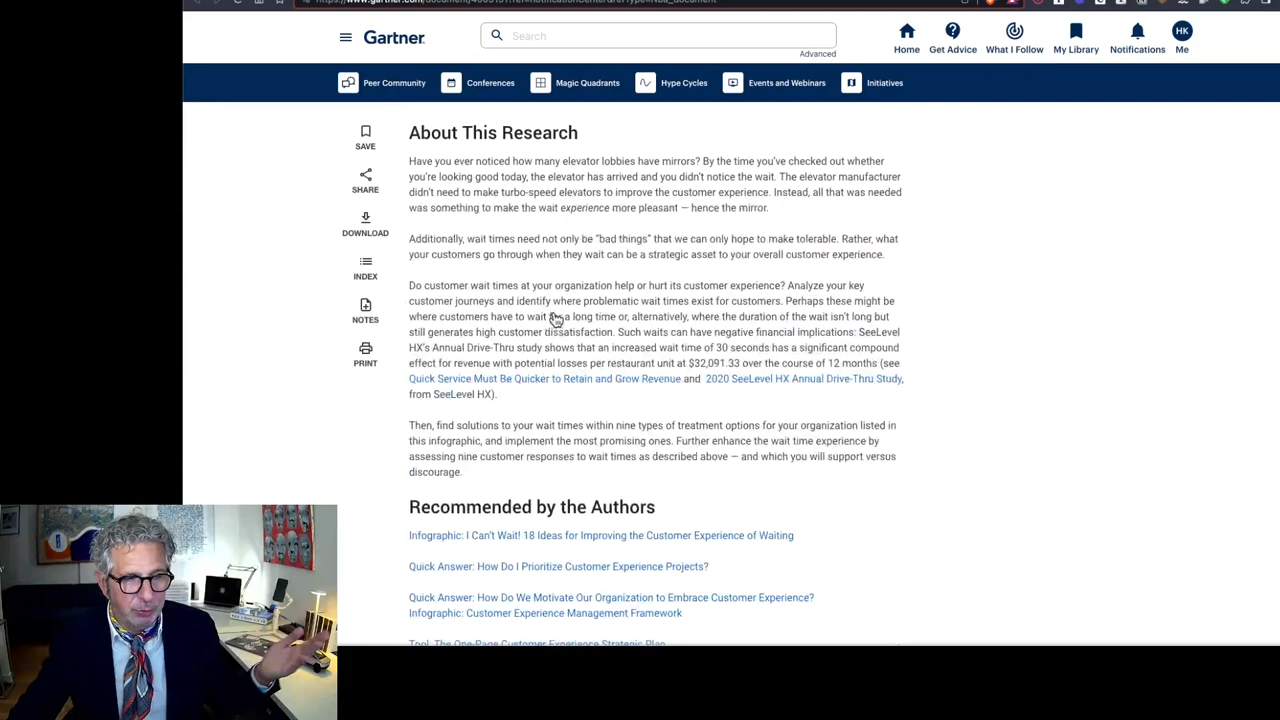 Gartner
Search
Advanced
Home
Get Advice
What I Follow
My Library
Notifications
HK
Me
Peer Community
Conferences
Magic Quadrants
Hype Cycles
Events and Webinars
Initiatives
SAVE
SHARE
DOWNLOAD
INDEX
NOTES
PRINT
About This Research
Have you ever noticed how many elevator lobbies have mirrors? By the time you've checked out whether
you're looking good today, the elevator has arrived and you didn't notice the wait. The elevator manufacturer
didn't need to make turbo-speed elevators to improve the customer experience. Instead, all that was needed
was something to make the wait experience more pleasant — hence the mirror.
Additionally, wait times need not only be “bad things” that we can only hope to make tolerable. Rather, what
your customers go through when they wait can be a strategic asset to your overall customer experience.
Do customer wait times at your organization help or hurt its customer experience? Analyze your key
customer journeys and identify where problematic wait times exist for customers. Perhaps these might be
where customers have to wait a long time or, alternatively, where the duration of the wait isn't long but
still generates high customer dissatisfaction. Such waits can have negative financial implications: SeeLevel
HX's Annual Drive-Thru study shows that an increased wait time of 30 seconds has a significant compound
effect for revenue with potential losses per restaurant unit at $32,091.33 over the course of 12 months (see
Quick Service Must Be Quicker to Retain and Grow Revenue and 2020 SeeLevel HX Annual Drive-Thru Study,
from SeeLevel HX).
Then, find solutions to your wait times within nine types of treatment options for your organization listed in
this infographic, and implement the most promising ones. Further enhance the wait time experience by
assessing nine customer responses to wait times as described above — and which you will support versus
discourage.
Recommended by the Authors
Infographic: I Can't Wait! 18 Ideas for Improving the Customer Experience of Waiting
Quick Answer: How Do I Prioritize Customer Experience Projects?
Quick Answer: How Do We Motivate Our Organization to Embrace Customer Experience?
Infographic: Customer Experience Management Framework
Tool: The One-Page Customer Experience Strategic Plan